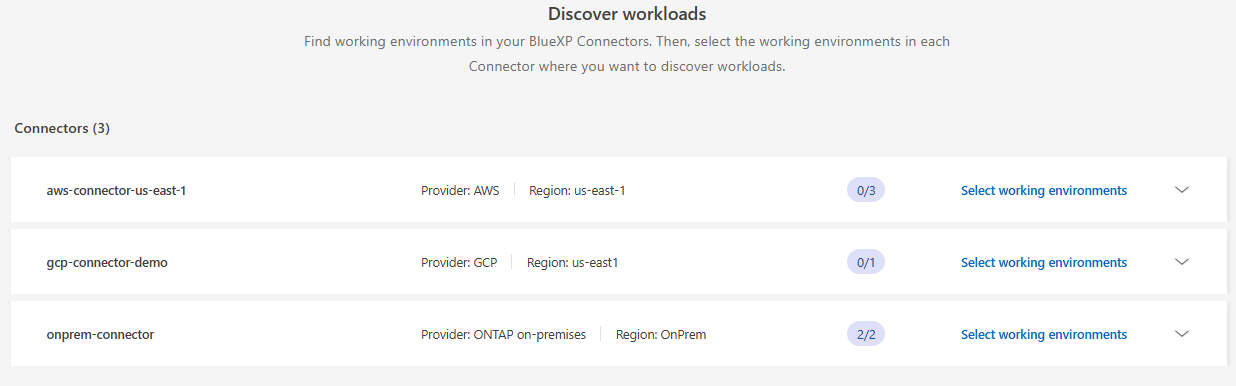 Discover workloads
Find working environments in your BlueXP Connectors. Then, select the working environments in each
Connector where you want to discover workloads.
Connectors (3)
aws-connector-us-east-1 Provider: AWS Region: us-east-1 0/3 Select working environments
gcp-connector-demo Provider: GCP Region: us-east1 0/1 Select working environments
onprem-connector Provider: ONTAP on-premises Region: OnPrem 2/2 Select working environments